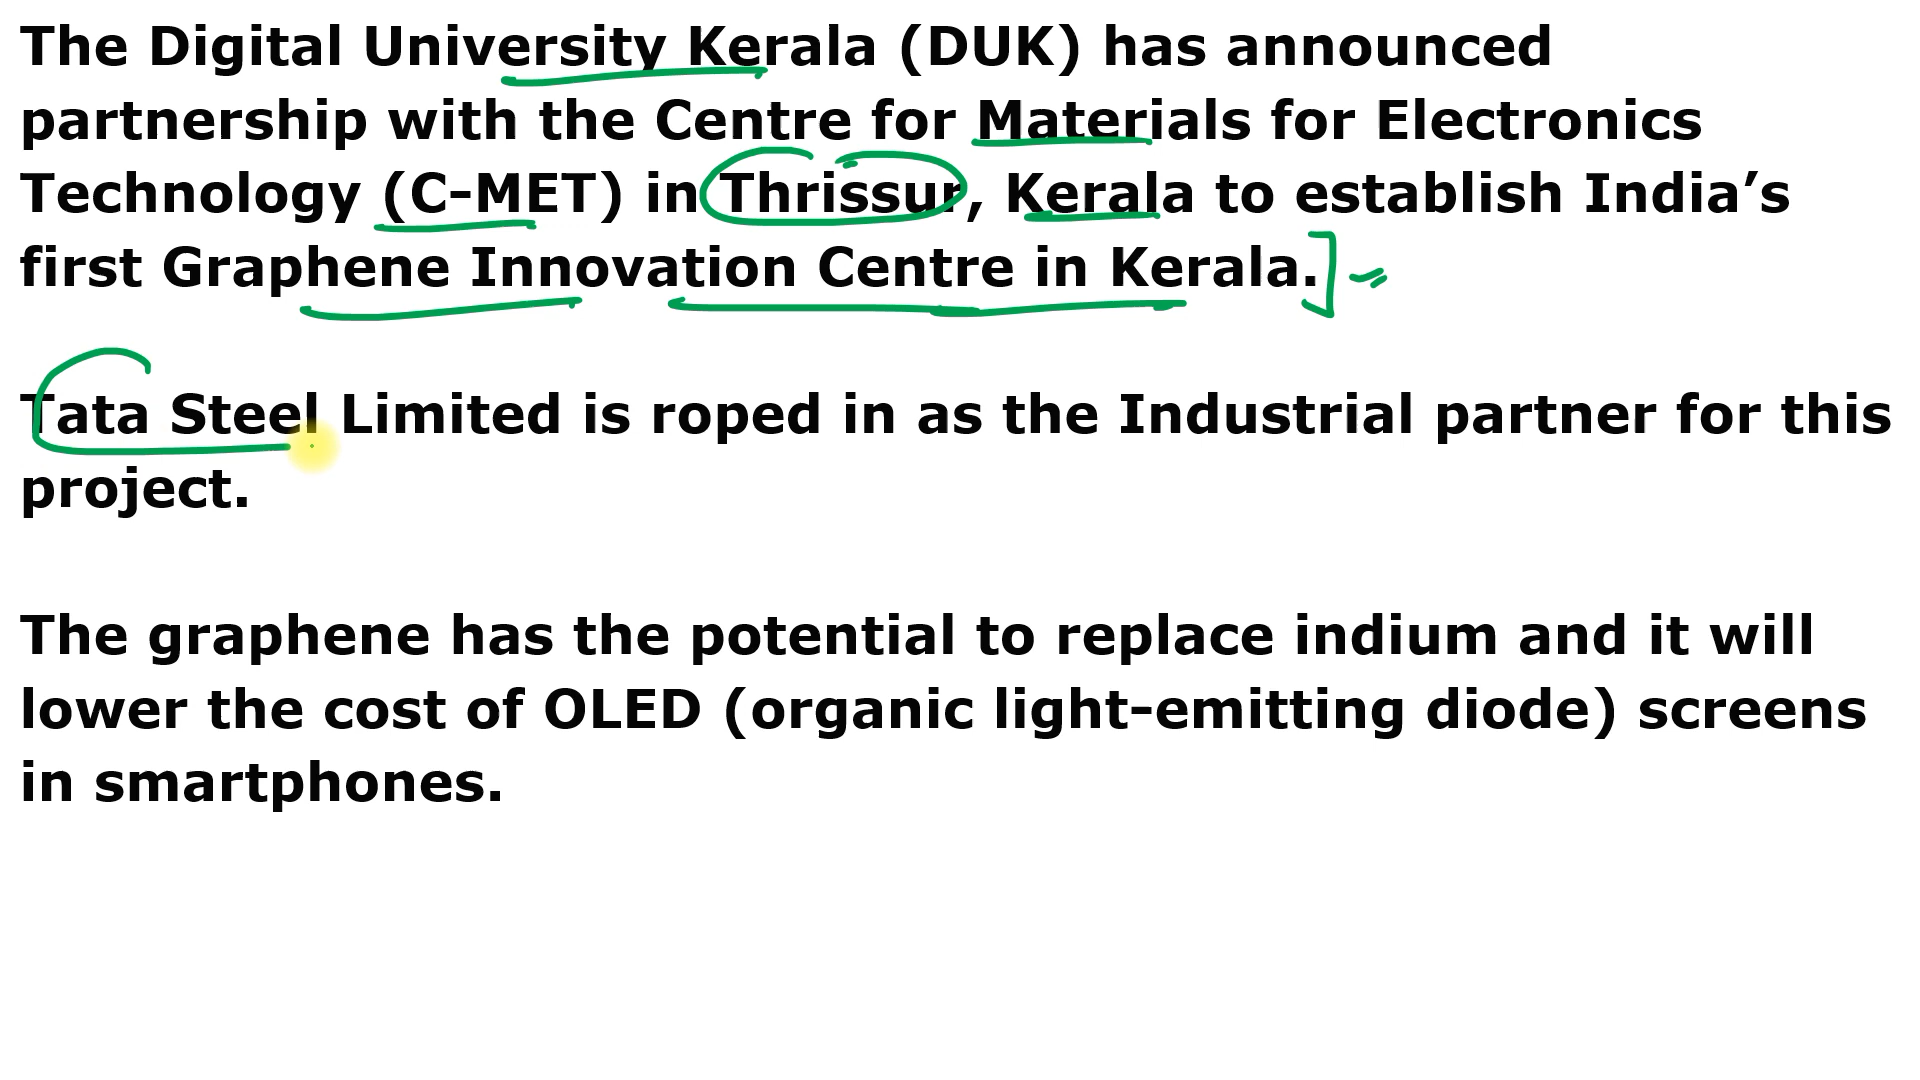 The Digital University Kerala (DUK) has announced
partnership with the Centre for Materials for Electronics
Technology (C-MET) in Thrissur, Kerala to establish India’s
first Graphene Innovation Centre in Kerala.
Tata Steel Limited is roped in as the Industrial partner for this
project.
The graphene has the potential to replace indium and it will
lower the cost of OLED (organic light-emitting diode) screens
in smartphones.